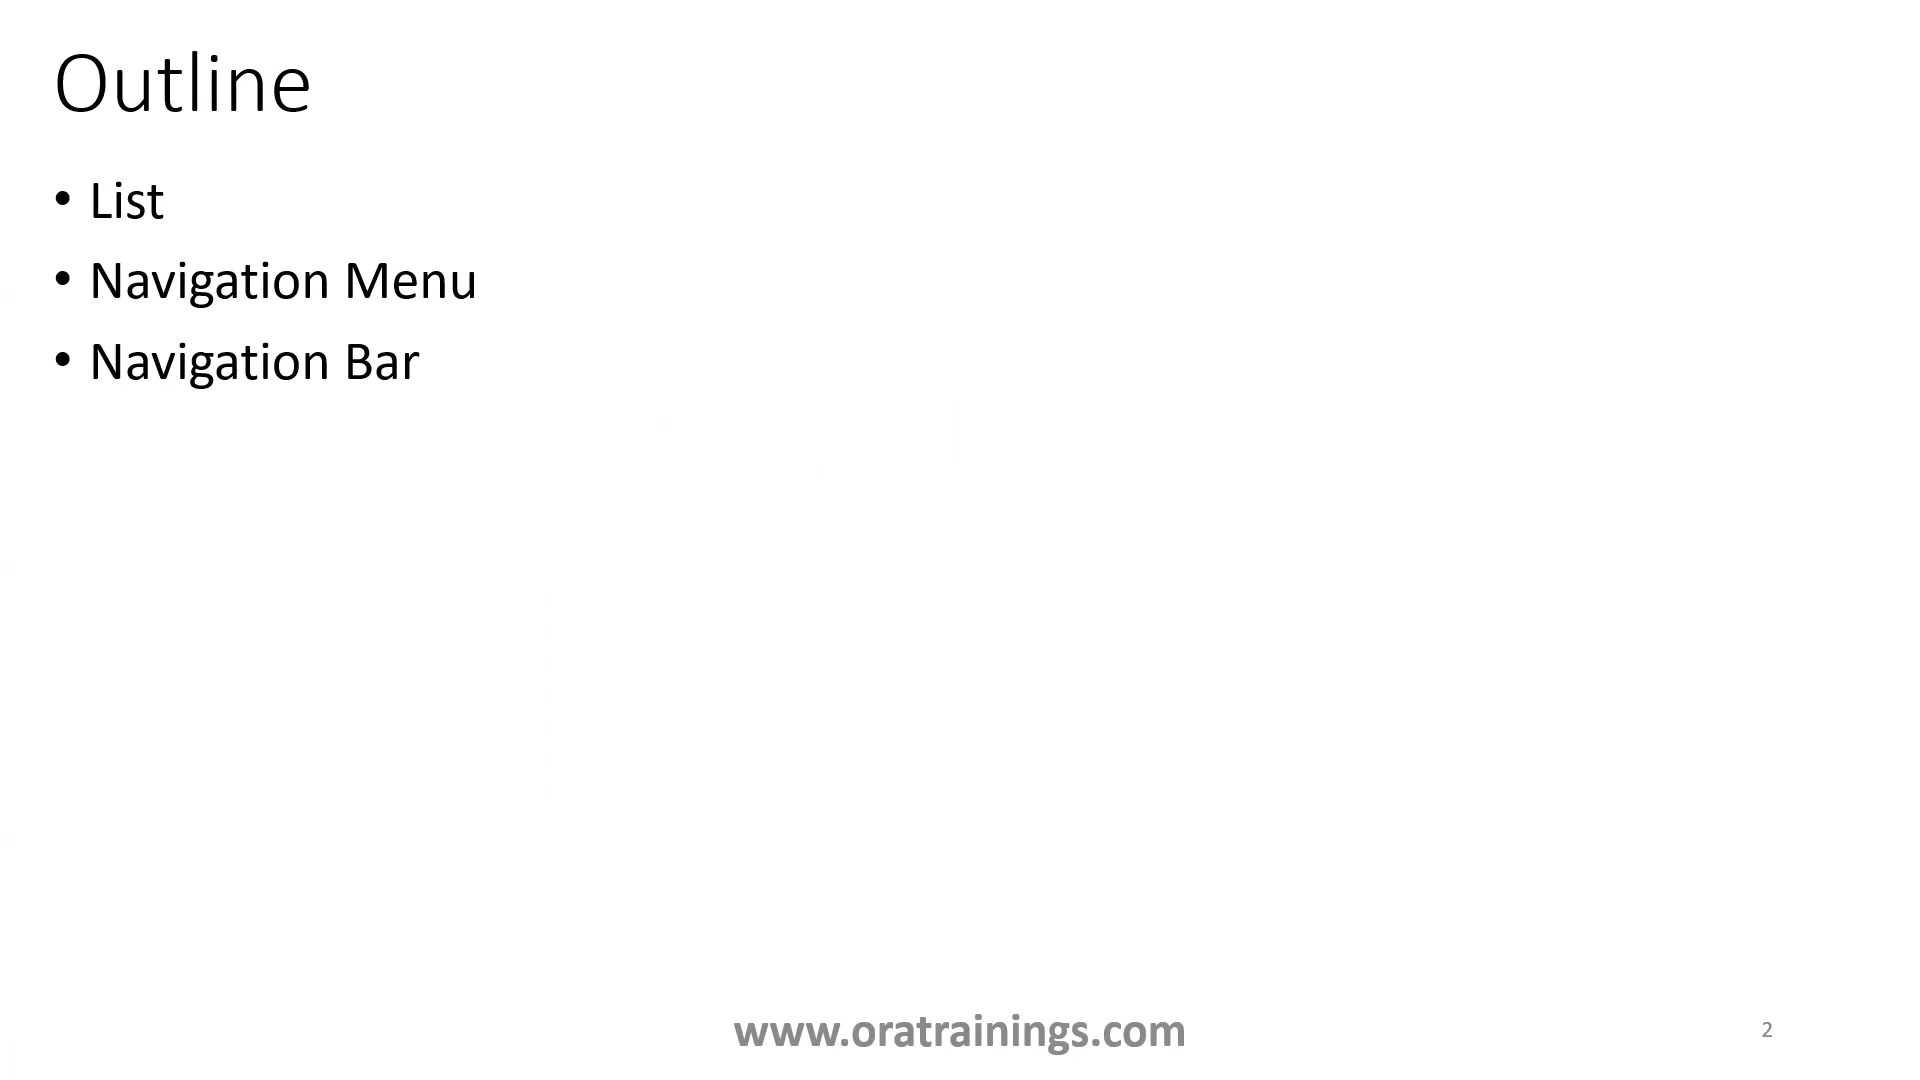 Outline
• List
• Navigation Menu
• Navigation Bar
www.oratrainings.com
2